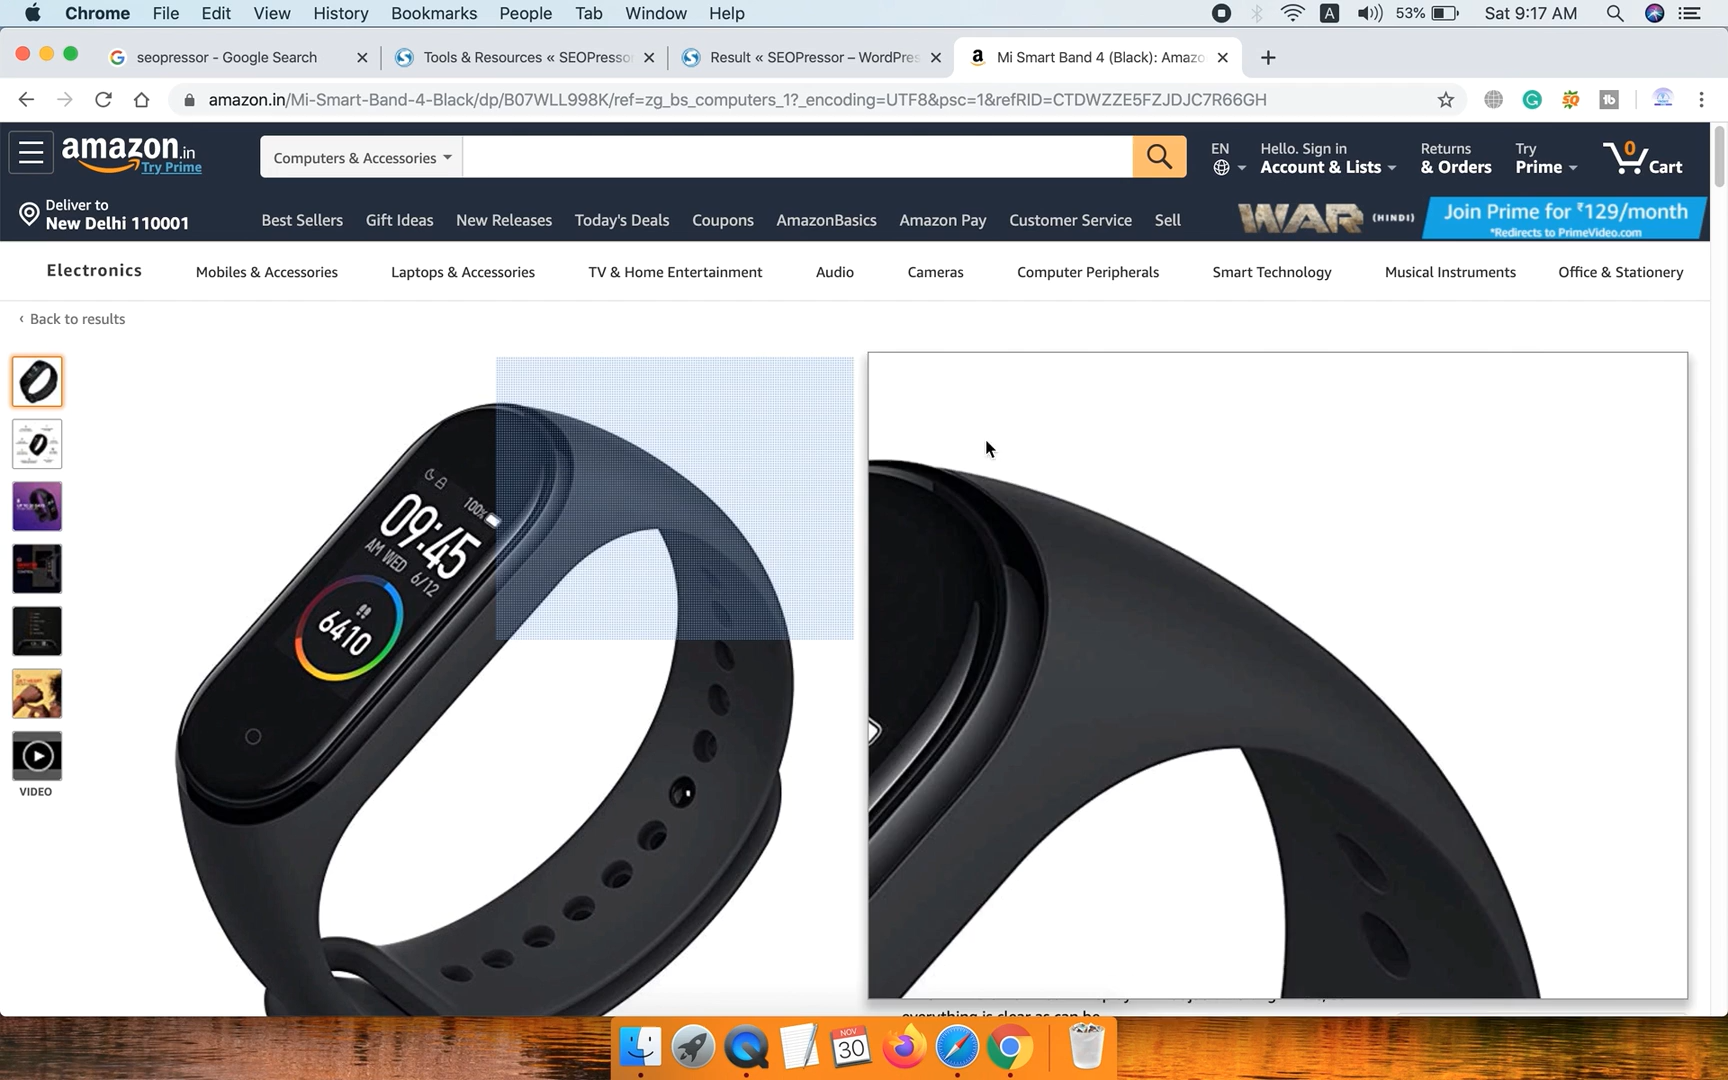 Chrome File Edit View History Bookmarks People Tab Window Help A 53% Sat 9:17 AM
seopressor - Google Search Tools & Resources « SEOPresso Result « SEOPressor – WordPres Mi Smart Band 4 (Black): Amazo
amazon.in/Mi-Smart-Band-4-Black/dp/B07WLL998K/ref=zg_bs_computers_1?_encoding=UTF8&psc=1&refRID=CTDWZZE5FZJDJC7R66GH
amazon.in
Try Prime
Computers & Accessories
EN
Hello. Sign in
Account & Lists
Returns
& Orders
Try
Prime
0
Cart
Deliver to
New Delhi 110001
Best Sellers Gift Ideas New Releases Today's Deals Coupons AmazonBasics Amazon Pay Customer Service Sell
WAR (HINDI)
Join Prime for ₹129/month
*Redirects to PrimeVideo.com
Electronics Mobiles & Accessories Laptops & Accessories TV & Home Entertainment Audio Cameras Computer Peripherals Smart Technology Musical Instruments Office & Stationery
‹ Back to results
100%
09:45
AM WED 6/12
6410
VIDEO
everything is clear as can be
NOV
30